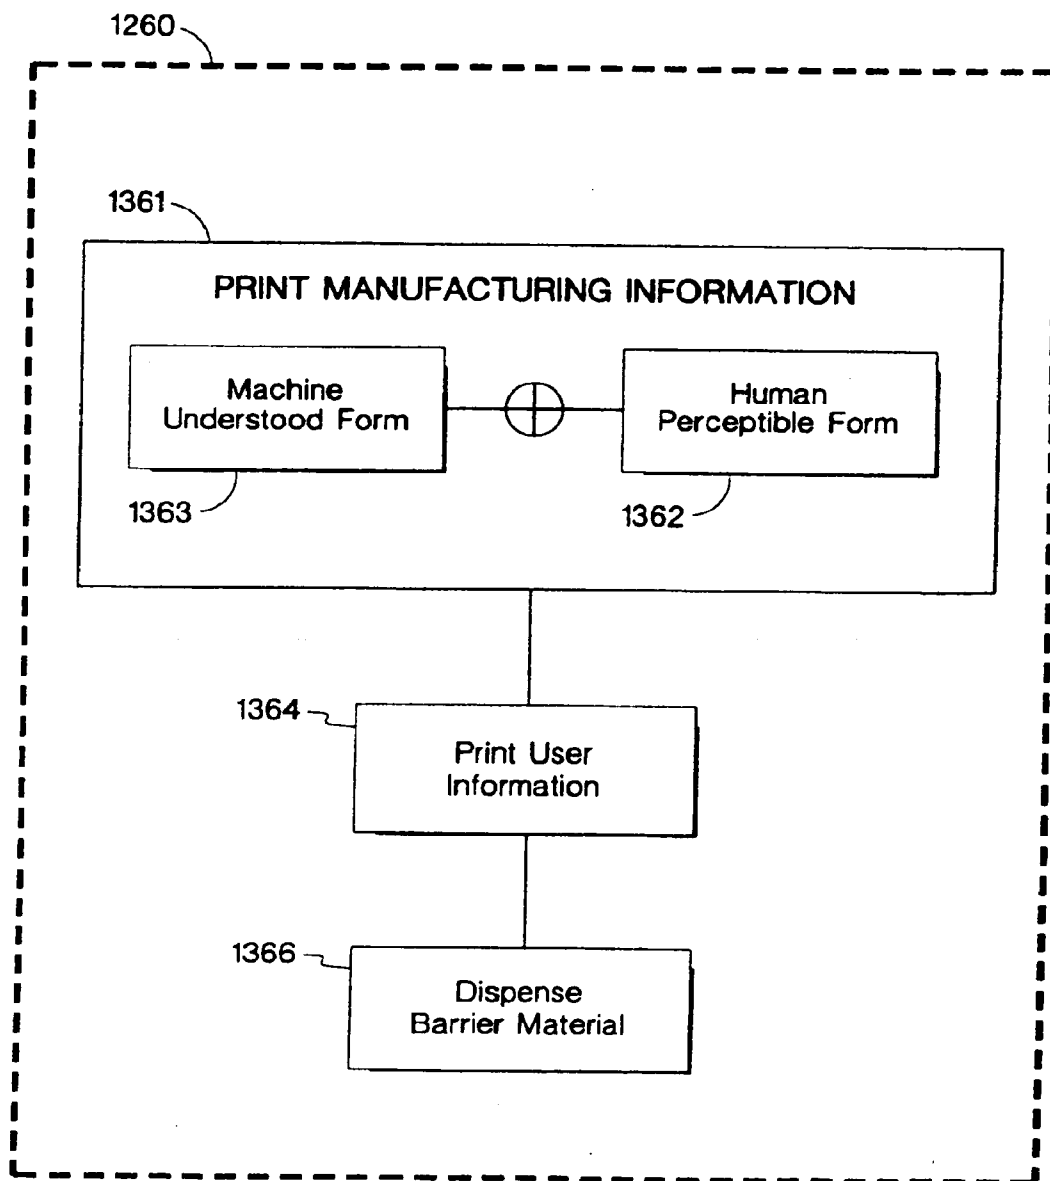 1260
1361
PRINT MANUFACTURING INFORMATION
Machine
Understood Form
Human
Perceptible Form
1363
1362
1364
Print User
Information
1366
Dispense
Barrier Material